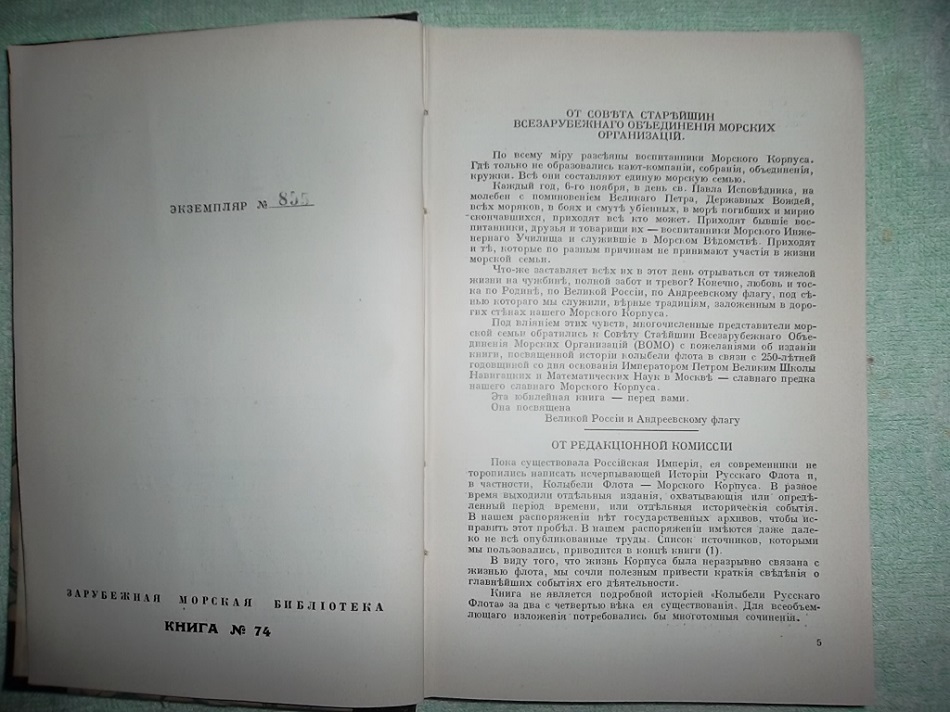 ЭКЗЕМПЛЯР № 855
ЗАРУБЕЖНАЯ МОРСКАЯ БИБЛІОТЕКА
КНИГА № 74
ОТ СОВѢТА СТАРѢЙШИН
ВСЕЗАРУБЕЖНАГО ОБЪЕДИНЕНІЯ МОРСКИХ
ОРГАНИЗАЦІЙ.
По всему міру разсѣяны воспитанники Морского Корпуса.
Гдѣ только не образовались кают-компаніи, собранія, объединенія,
кружки. Всѣ они составляют единую морскую семью.
Каждый год, 6-го ноября, в день св. Павла Исповѣдника, на
молебен с поминовеніем Великаго Петра, Державных Вождей,
всѣх моряков, в боях и смутѣ убіенных, в морѣ погибших и мирно
скончавшихся, приходят всѣ кто может. Приходят бывшіе вос-
питанники, друзья и товарищи их — воспитанники Морского Инже-
нернаго Училища и служившіе в Морском Вѣдомствѣ. Приходят
и тѣ, которые по разным причинам не принимают участія в жизни
морской семьи.
Что-же заставляет всѣх их в этот день отрываться от тяжелой
жизни на чужбинѣ, полной забот и тревог? Конечно, любовь и тос-
ка по Родинѣ, по Великой Россіи, по Андреевскому флагу, под сѣ-
нью котораго мы служили, вѣрные традиціям, заложенным в доро-
гих стѣнах нашего Морского Корпуса.
Под вліяніем этих чувств, многочисленные представители мор-
ской семьи обратились к Совѣту Стаѣйшин Всезарубежнаго Объе-
диненія Морских Организацій (ВОМО) с пожеланіями об изданіи
книги, посвященной исторіи колыбели флота в связи с 250-лѣтней
годовщиной со дня основанія Императором Петром Великим Школы
Навигацких и Математических Наук в Москвѣ — славнаго предка
нашего славнаго Морского Корпуса.
Эта юбилейная книга — перед вами.
Она посвящена
Великой Россіи и Андреевскому флагу
ОТ РЕДАКЦІОННОЙ КОМИССІИ
Пока существовала Россійская Имперія, ея современники не
торопились написать исчерпывающей Исторіи Русскаго Флота и,
в частности, Колыбели Флота — Морского Корпуса. В разное
время выходили отдѣльныя изданія, охватывающія или опредѣ-
ленный період времени, или отдѣльныя историческія событія.
В нашем распоряженіи нѣт государственных архивов, чтобы ис-
править этот пробѣл. В нашем распоряженіи имѣются даже дале-
ко не всѣ опубликованные труды. Список источников, которыми
мы пользовались, приводится в концѣ книги (1).
В виду того, что жизнь Корпуса была неразрывно связана с
жизнью флота, мы сочли полезным привести краткія свѣдѣнія о
главнѣйших событіях его дѣятельности.
Книга не является подробной исторіей «Колыбели Русскаго
Флота» за два с четвертью вѣка ея существованія. Для всеобъем-
лющаго изложенія потребовались бы многотомныя сочиненій.
5